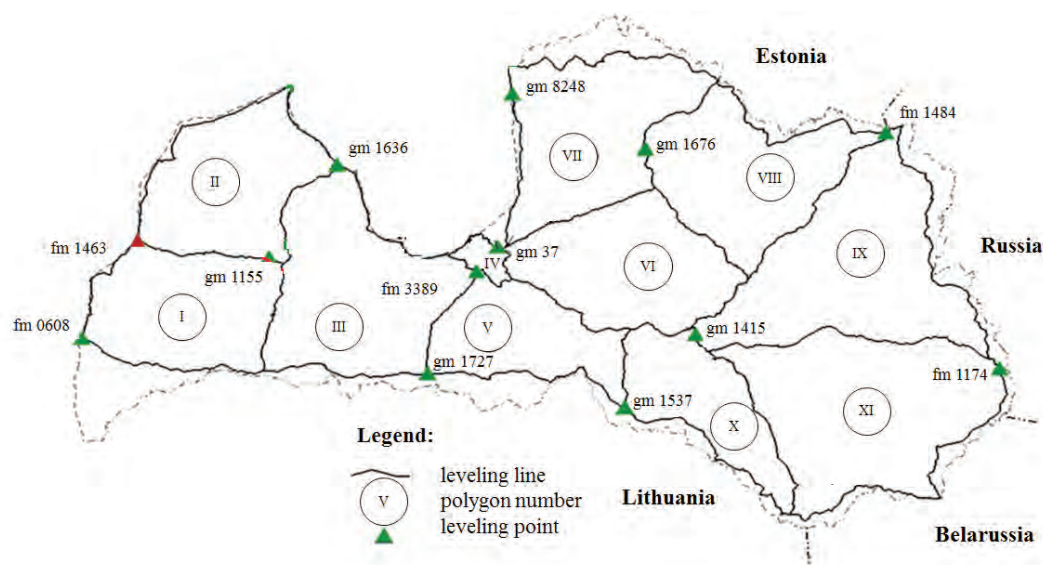 Estonia
gm 8248
fm 1484
gm 1636
gm 1676
VII
VIII
II
fm 1463
gm 37
Russia
gm 1155
IV
VI
IX
fm 3389
I
III
V
fm 0608
gm 1415
gm 1727
fm 1174
gm 1537
X
XI
Legend:
leveling line
V
polygon number
leveling point
Lithuania
Belarussia